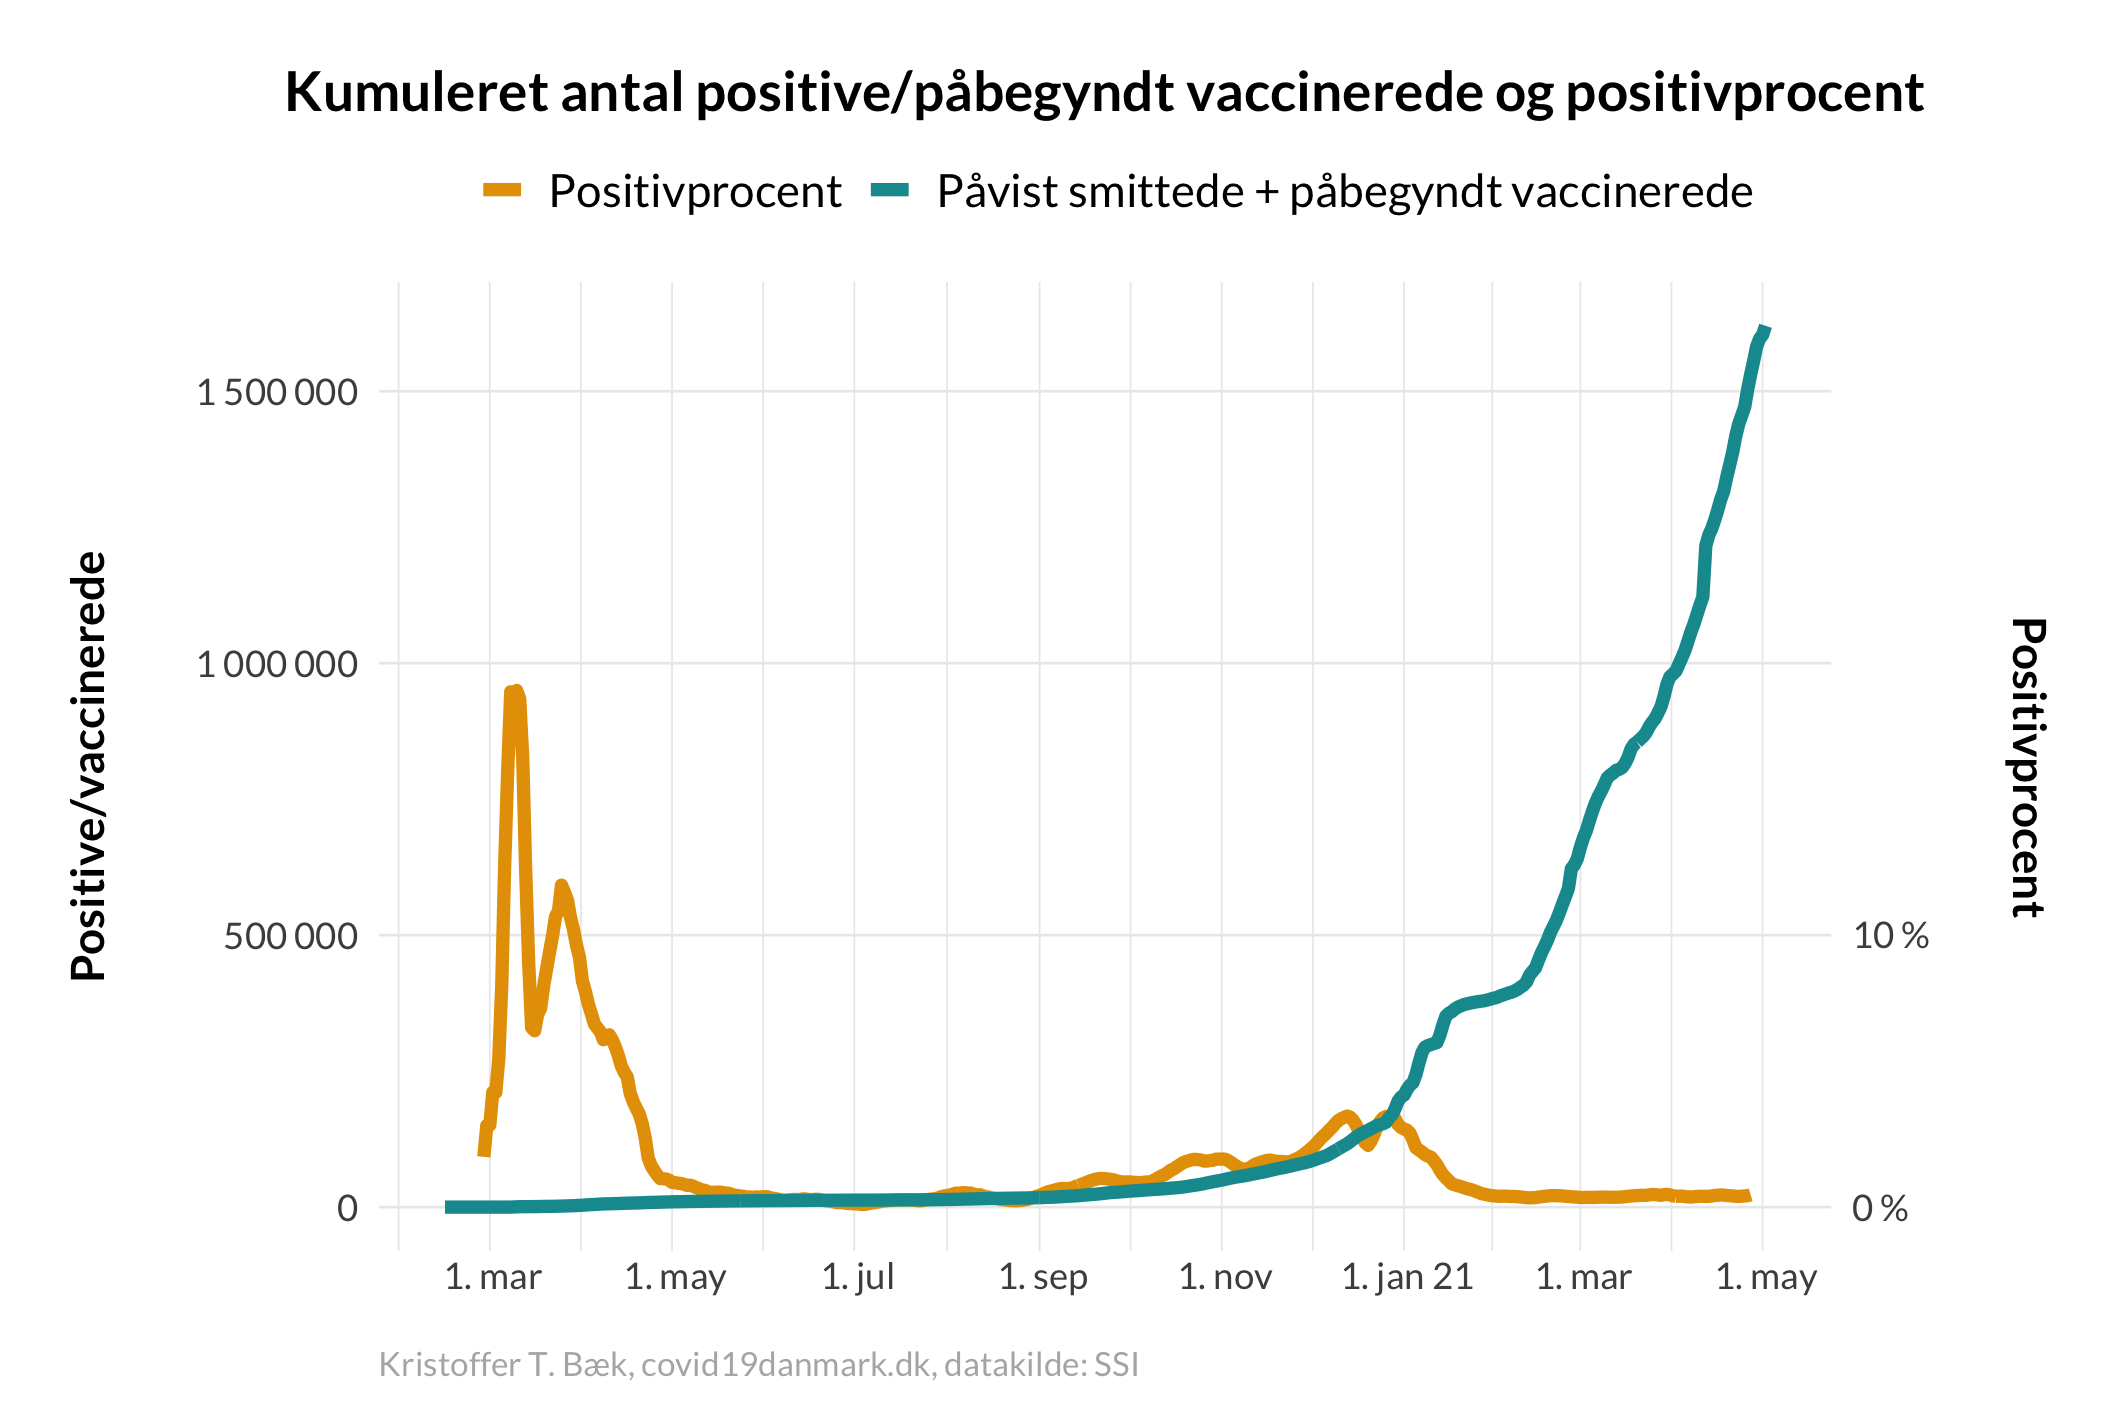 Kumuleret antal positive/påbegyndt vaccinerede og positivprocent
Positivprocent
Påvist smittede + påbegyndt vaccinerede
Positive/vaccinerede
1 500 000
1 000 000
500 000
0
10 %
0 %
Positivprocent
1. mar
1. may
1. jul
1. sep
1. nov
1. jan 21
1. mar
1. may
Kristoffer T. Bæk, covid19danmark.dk, datakilde: SSI